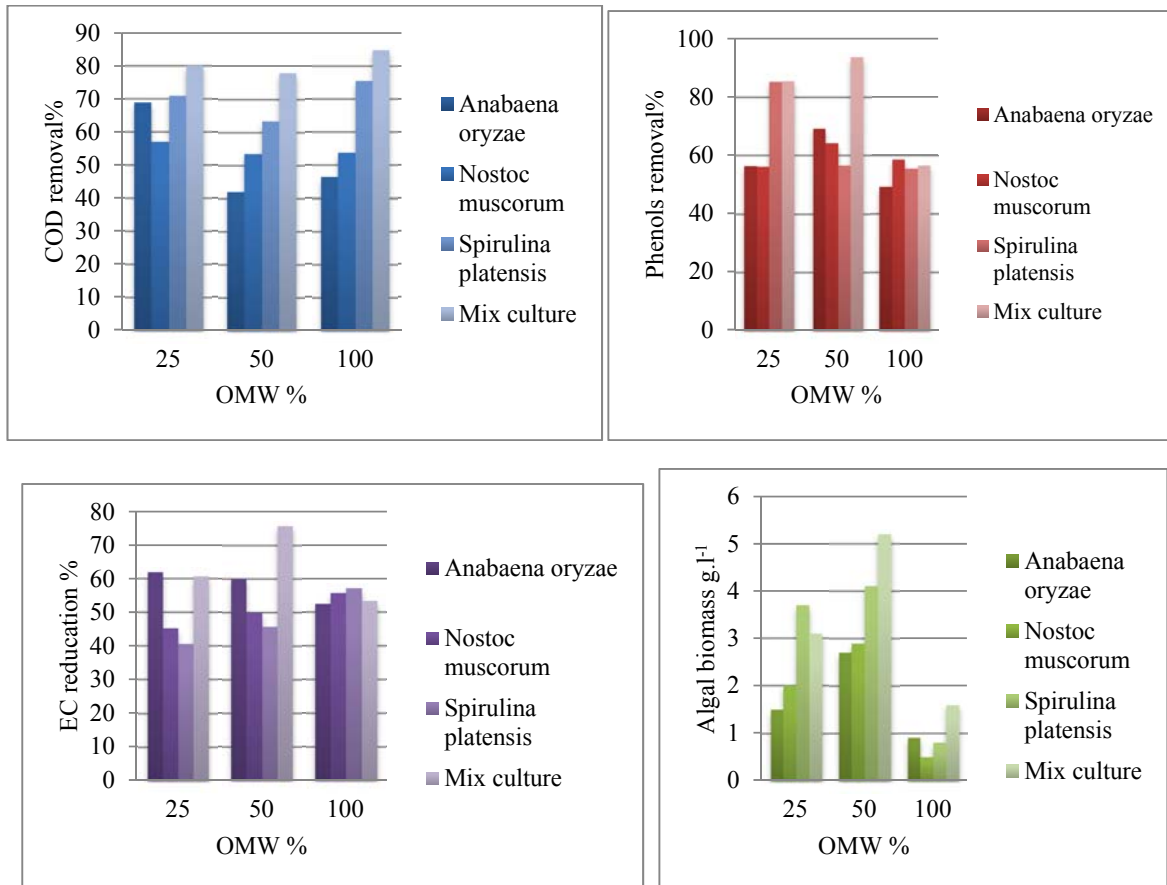 COD removal%
90
80
70
60
50
40
30
20
10
0
25 50 100
OMW %
Anabaena
oryzae
Nostoc
muscorum
Spirulina
platensis
Mix culture
Phenols removal%
100
80
60
40
20
0
25 50 100
OMW %
Anabaena oryzae
Nostoc
muscorum
Spirulina
platensis
Mix culture
EC reducation %
80
70
60
50
40
30
20
10
0
25 50 100
OMW %
Anabaena oryzae
Nostoc
muscorum
Spirulina
platensis
Mix culture
Algal biomass g.l⁻¹
6
5
4
3
2
1
0
25 50 100
OMW %
Anabaena
oryzae
Nostoc
muscorum
Spirulina
platensis
Mix culture